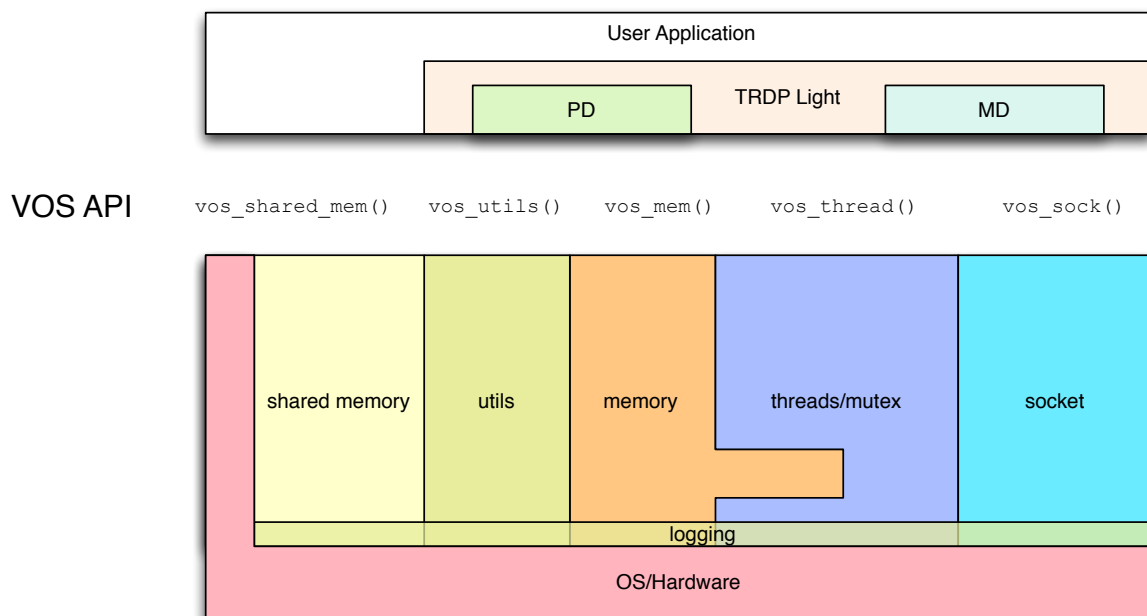 User Application
TRDP Light
PD
MD
VOS API
vos_shared_mem()
vos_utils()
vos_mem()
vos_thread()
vos_sock()
shared memory
utils
memory
threads/mutex
socket
logging
OS/Hardware